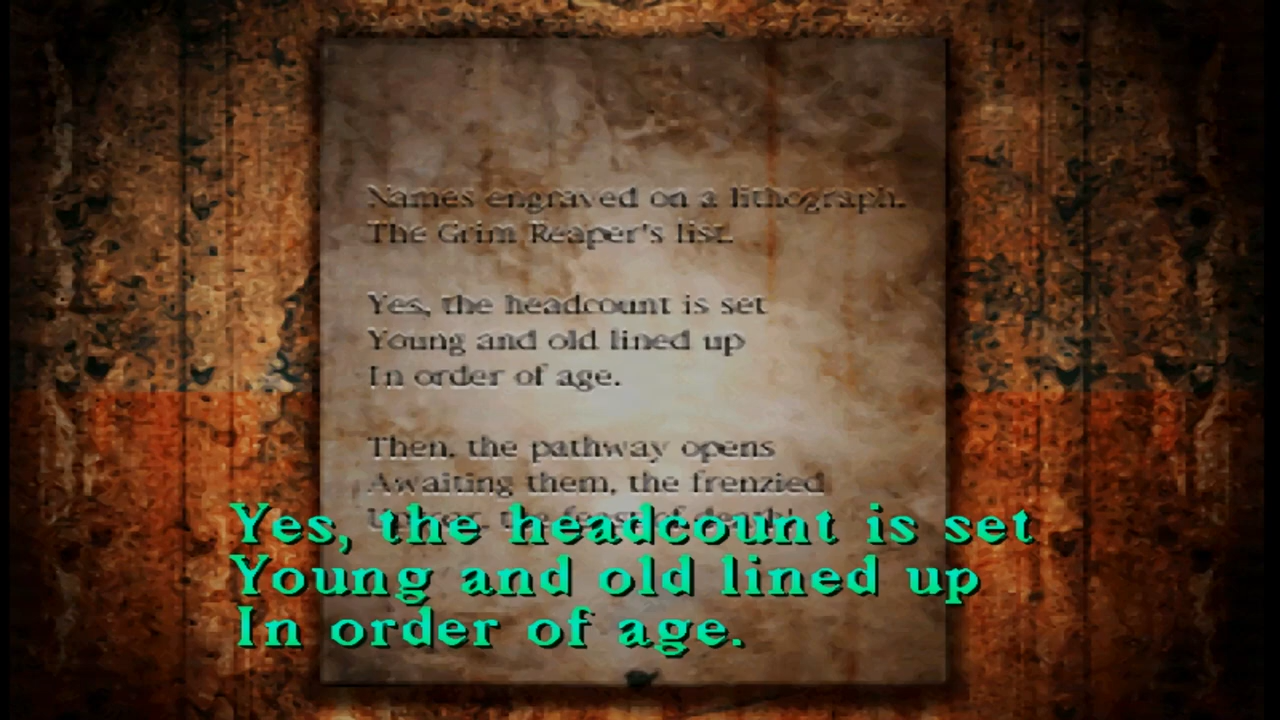 Names engraved on a lithograph.
The Grim Reaper's list.
Yes, the headcount is set
Young and old lined up
In order of age.
Then, the pathway opens
Awaiting them, the frenzied
Yes, the headcount is set
Young and old lined up
In order of age.